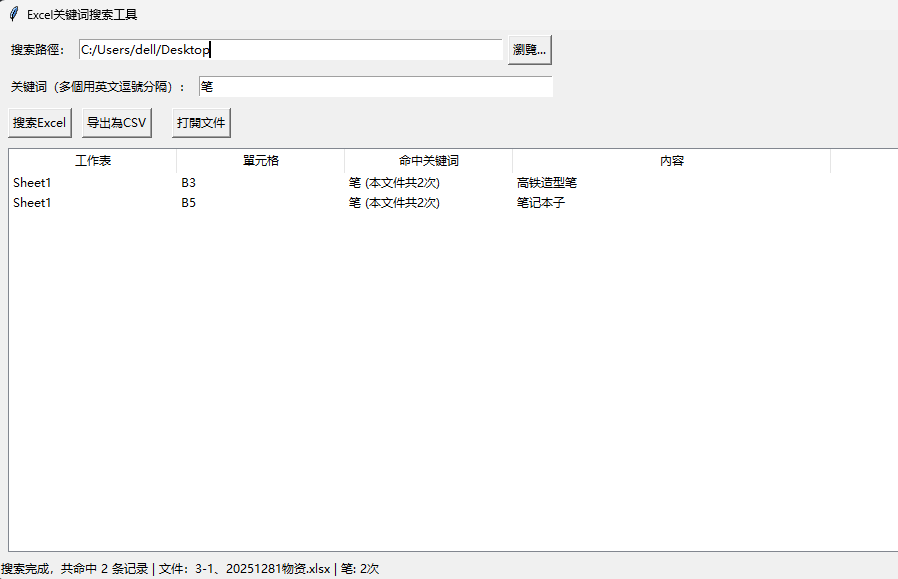 Excel关键词搜索工具
搜索路徑： C:/Users/dell/Desktop 瀏覽...
关键词（多個用英文逗號分隔）： 笔
搜索Excel 导出為CSV 打開文件
工作表 單元格 命中关键词 内容
Sheet1 B3 笔 (本文件共2次) 高铁造型笔
Sheet1 B5 笔 (本文件共2次) 笔记本子
搜索完成，共命中 2 条记录 | 文件：3-1、20251281物资.xlsx | 笔: 2次